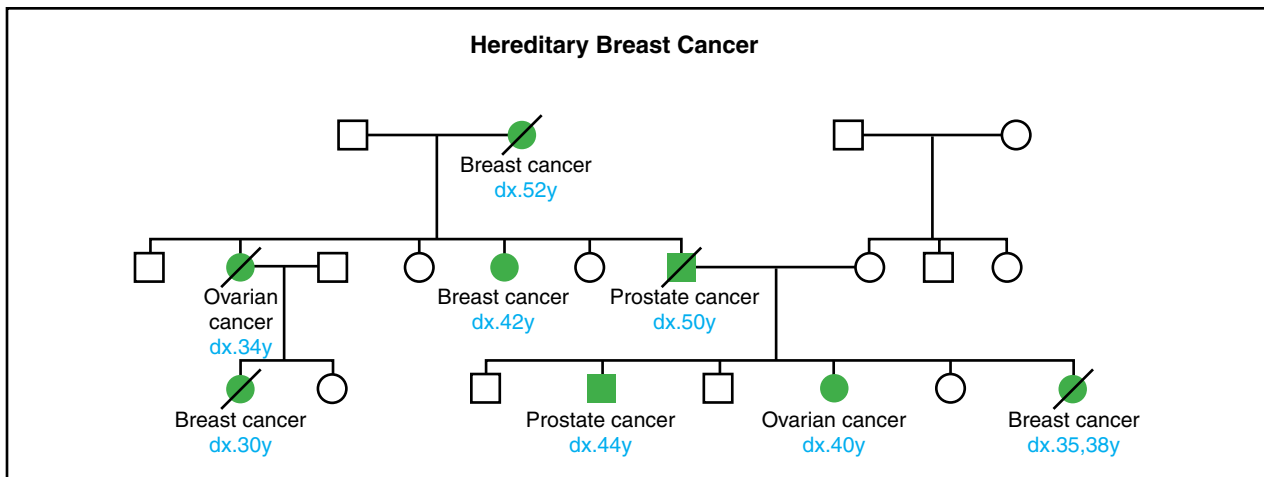 Hereditary Breast Cancer
Breast cancer
dx.52y
Ovarian
cancer
dx.34y
Breast cancer
dx.42y
Prostate cancer
dx.50y
Breast cancer
dx.30y
Prostate cancer
dx.44y
Ovarian cancer
dx.40y
Breast cancer
dx.35,38y